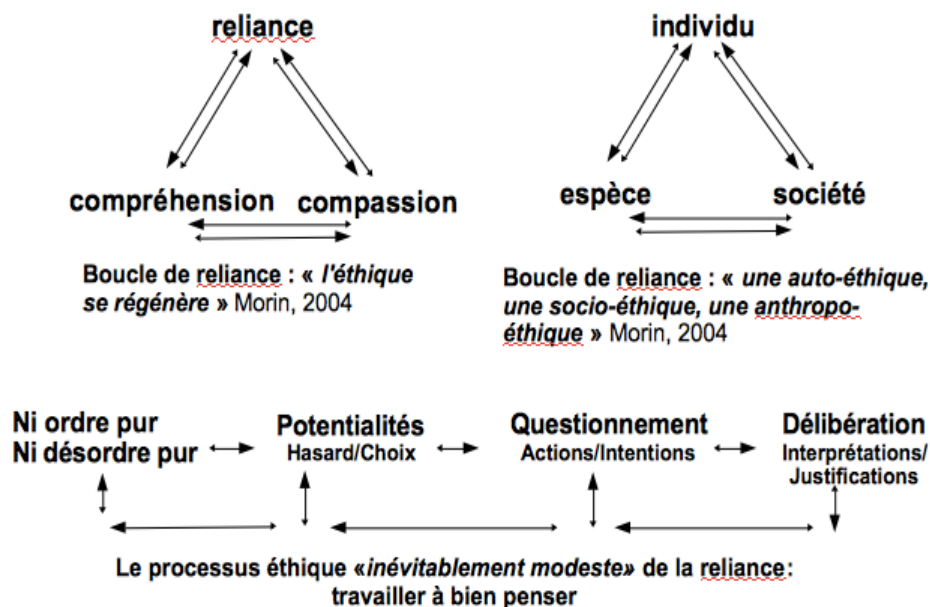 reliance
compréhension compassion
Boucle de reliance : « l'éthique
se régénère » Morin, 2004
individu
espèce société
Boucle de reliance : « une auto-éthique,
une socio-éthique, une anthropo-
éthique » Morin, 2004
Ni ordre pur
Ni désordre pur
Potentialités
Hasard/Choix
Questionnement
Actions/Intentions
Délibération
Interprétations/
Justifications
Le processus éthique «inévitablement modeste» de la reliance:
travailler à bien penser